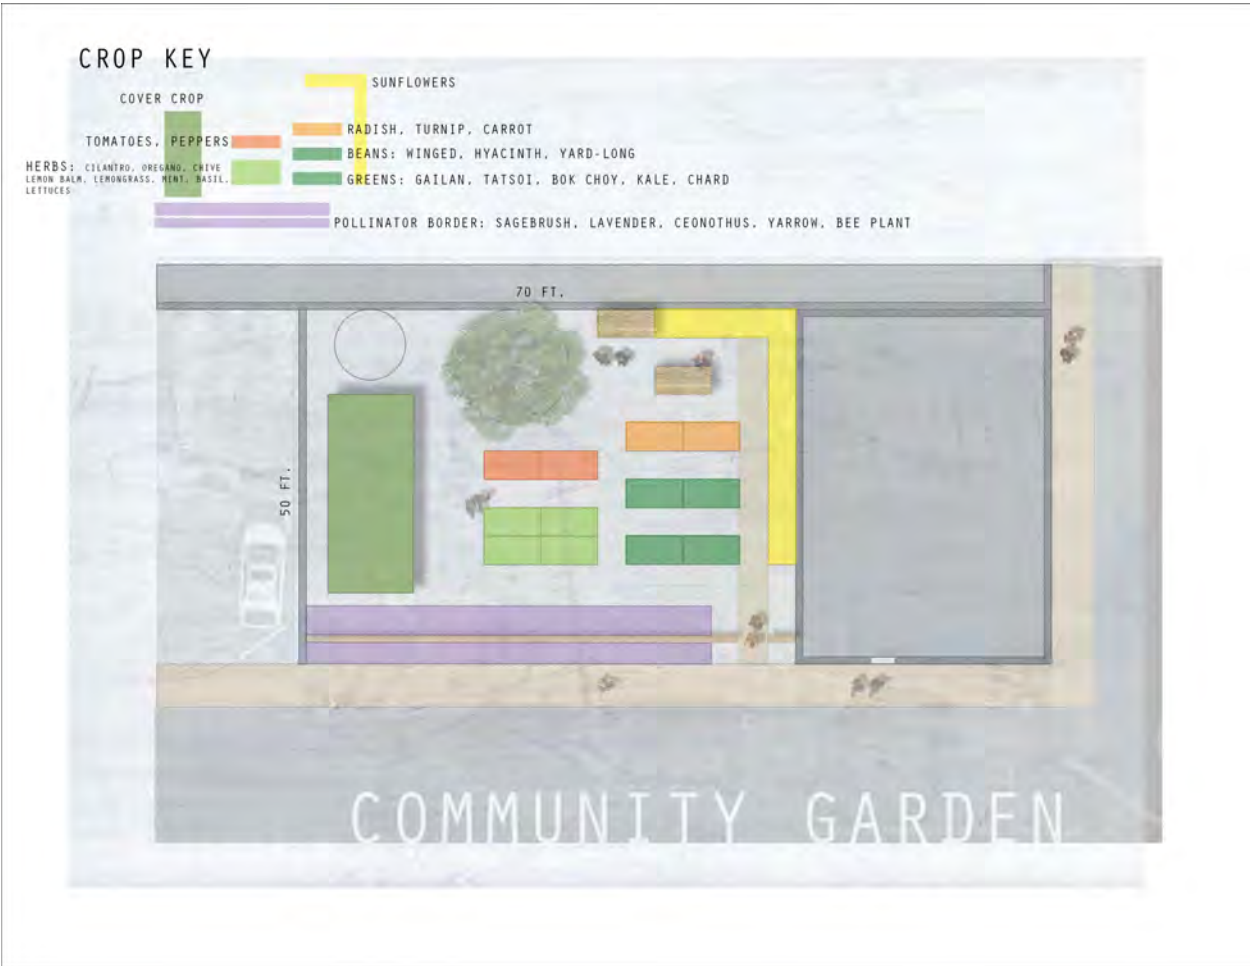 CROP KEY
SUNFLOWERS
COVER CROP
RADISH, TURNIP, CARROT
TOMATOES, PEPPERS
BEANS: WINGED, HYACINTH, YARD-LONG
HERBS: CILANTRO, OREGANO, CHIVE
LEMON BALM, LEMONGRASS, MINT, BASIL,
LETTUCES
GREENS: GAILAN, TATSOI, BOK CHOY, KALE, CHARD
POLLINATOR BORDER: SAGEBRUSH, LAVENDER, CEONOTHUS, YARROW, BEE PLANT
70 FT.
50 FT.
COMMUNITY GARDEN